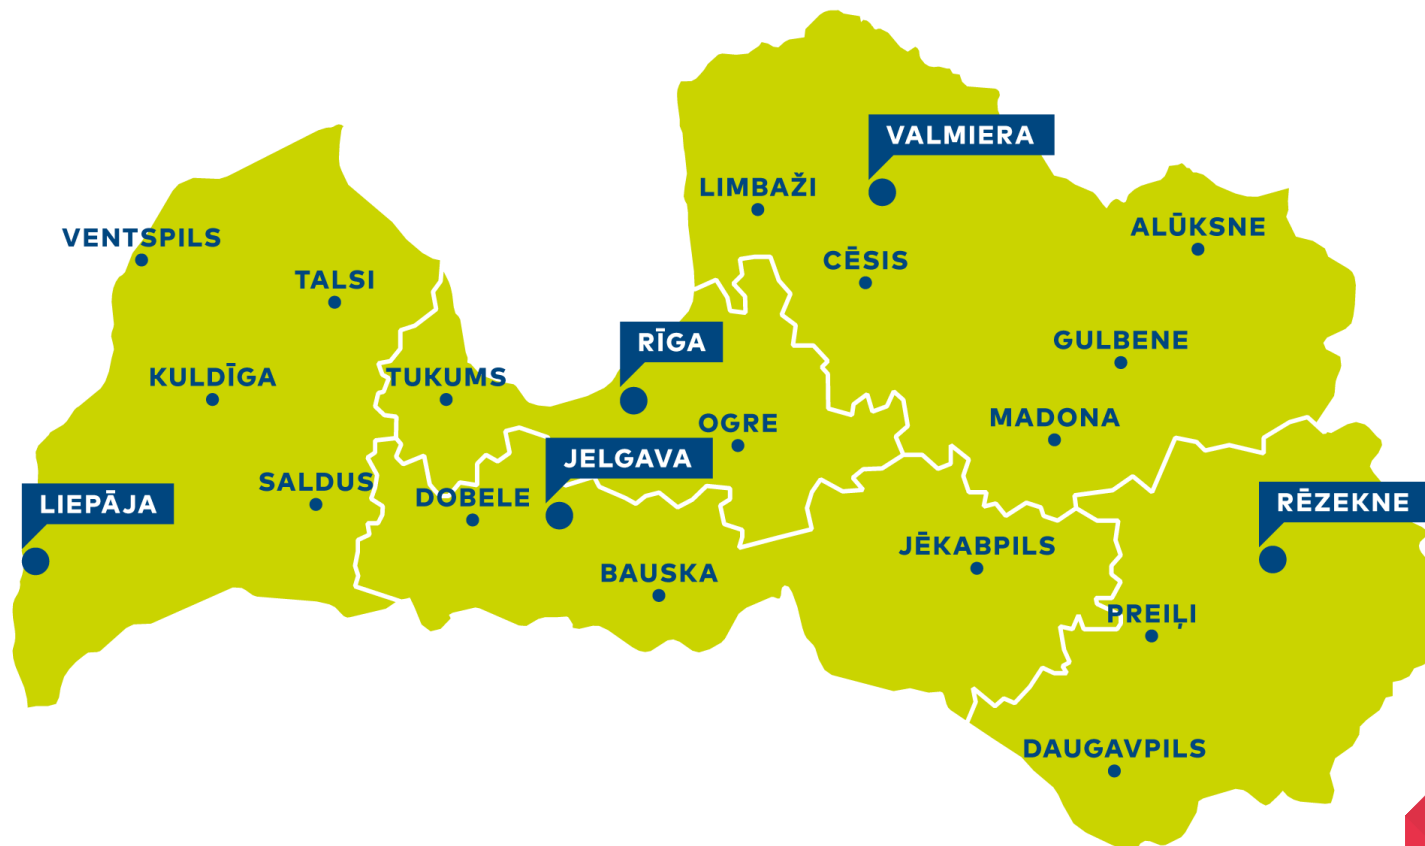 VALMIERA
LIMBAŽI
ALŪKSNE
VENTSPILS
CĒSIS
TALSI
RĪGA
GULBENE
KULDĪGA
TUKUMS
MADONA
OGRE
JELGAVA
SALDUS
DOBELE
LIEPĀJA
RĒZEKNE
JĒKABPILS
BAUSKA
PREIĻI
DAUGAVPILS